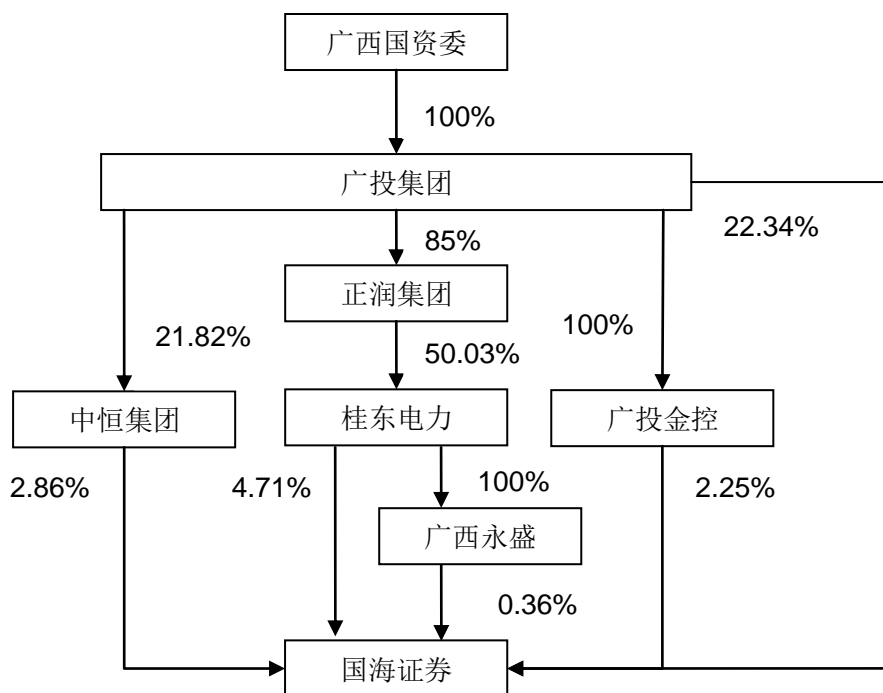 广西国资委
100%
广投集团
22.34%
85%
正润集团
21.82%
100%
50.03%
中恒集团
桂东电力
广投金控
2.86%
4.71%
100%
2.25%
广西永盛
0.36%
国海证券